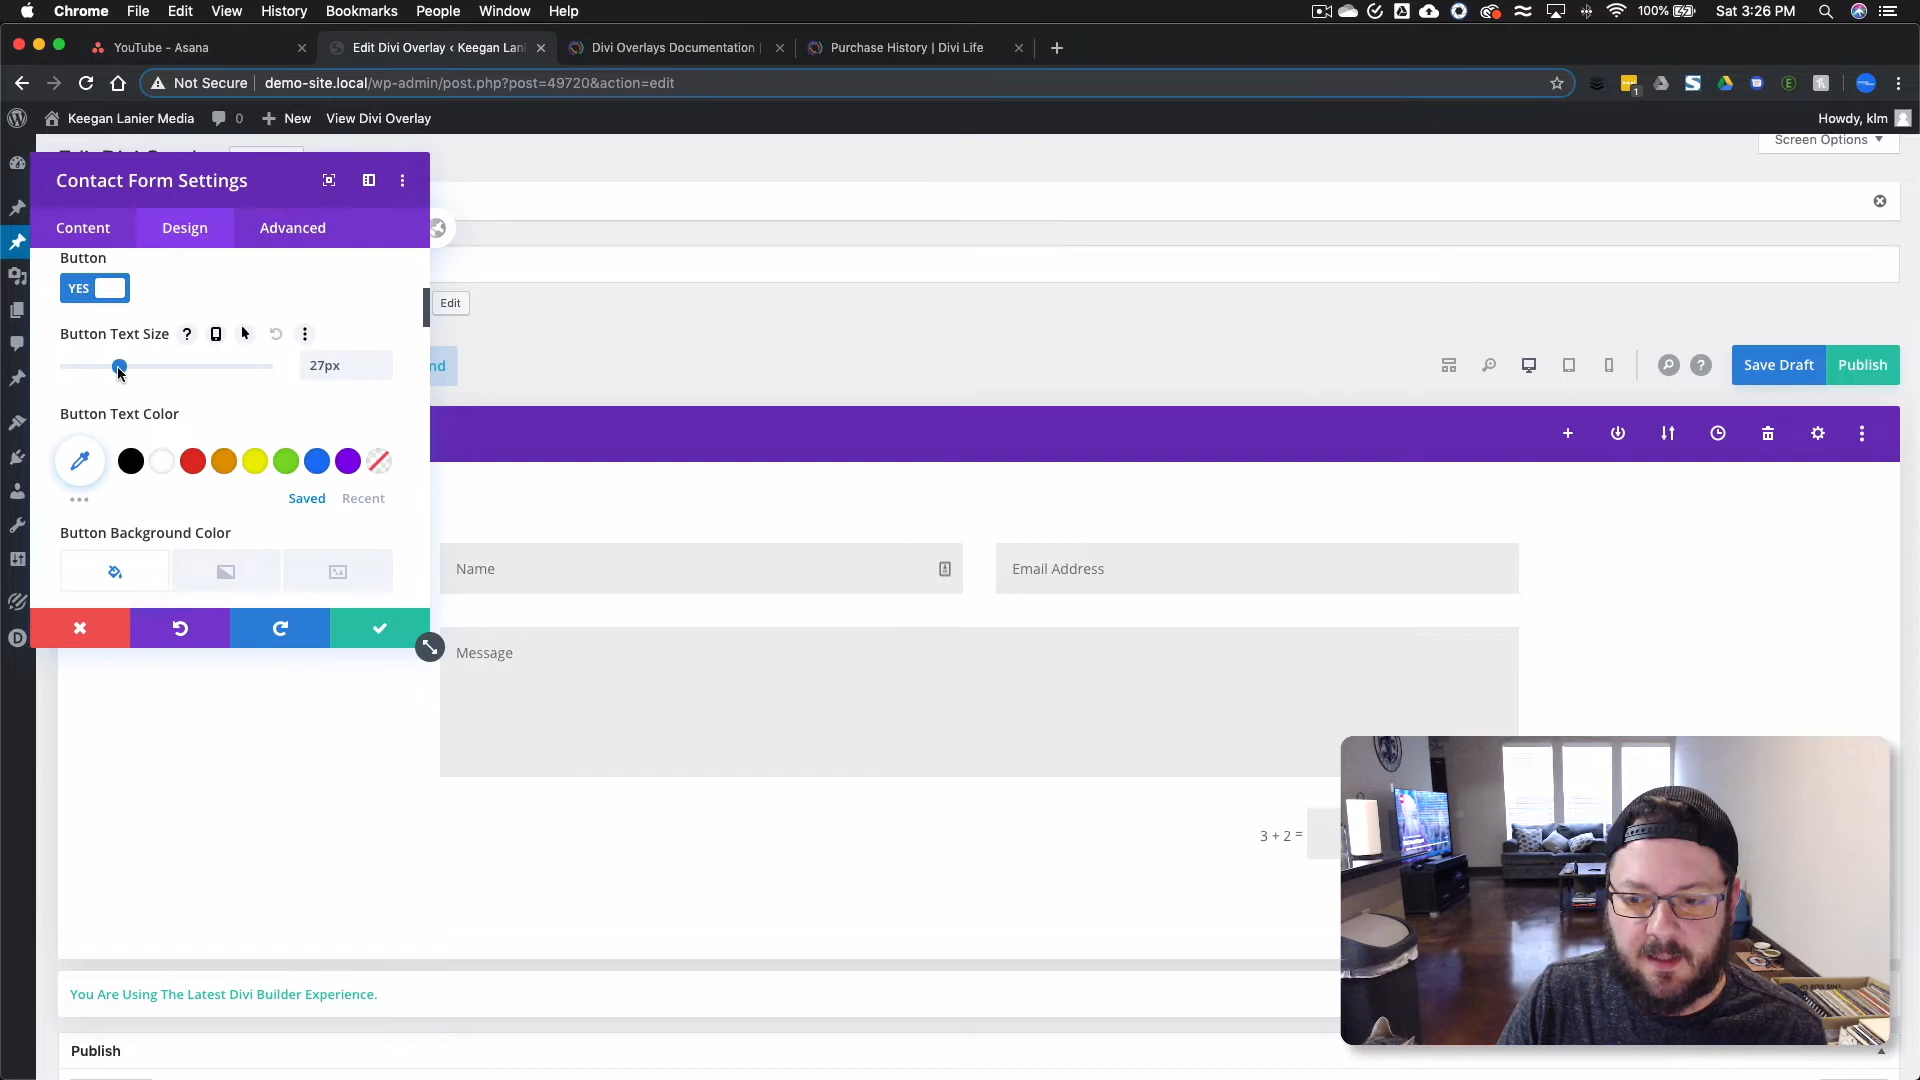 Chrome File Edit View History Bookmarks People Window Help 100% Sat 3:26 PM
YouTube - Asana Edit Divi Overlay ‹ Keegan Lani Divi Overlays Documentation | Purchase History | Divi Life
Not Secure demo-site.local/wp-admin/post.php?post=49720&action=edit 1
Keegan Lanier Media 0 New View Divi Overlay Howdy, klm
Screen Options
Contact Form Settings
Content Design Advanced
Button
YES
Edit
Button Text Size ?
27px
nd ? Save Draft Publish
Button Text Color
Saved Recent
Button Background Color
Name Email Address
Message
3 + 2 =
You Are Using The Latest Divi Builder Experience.
Publish